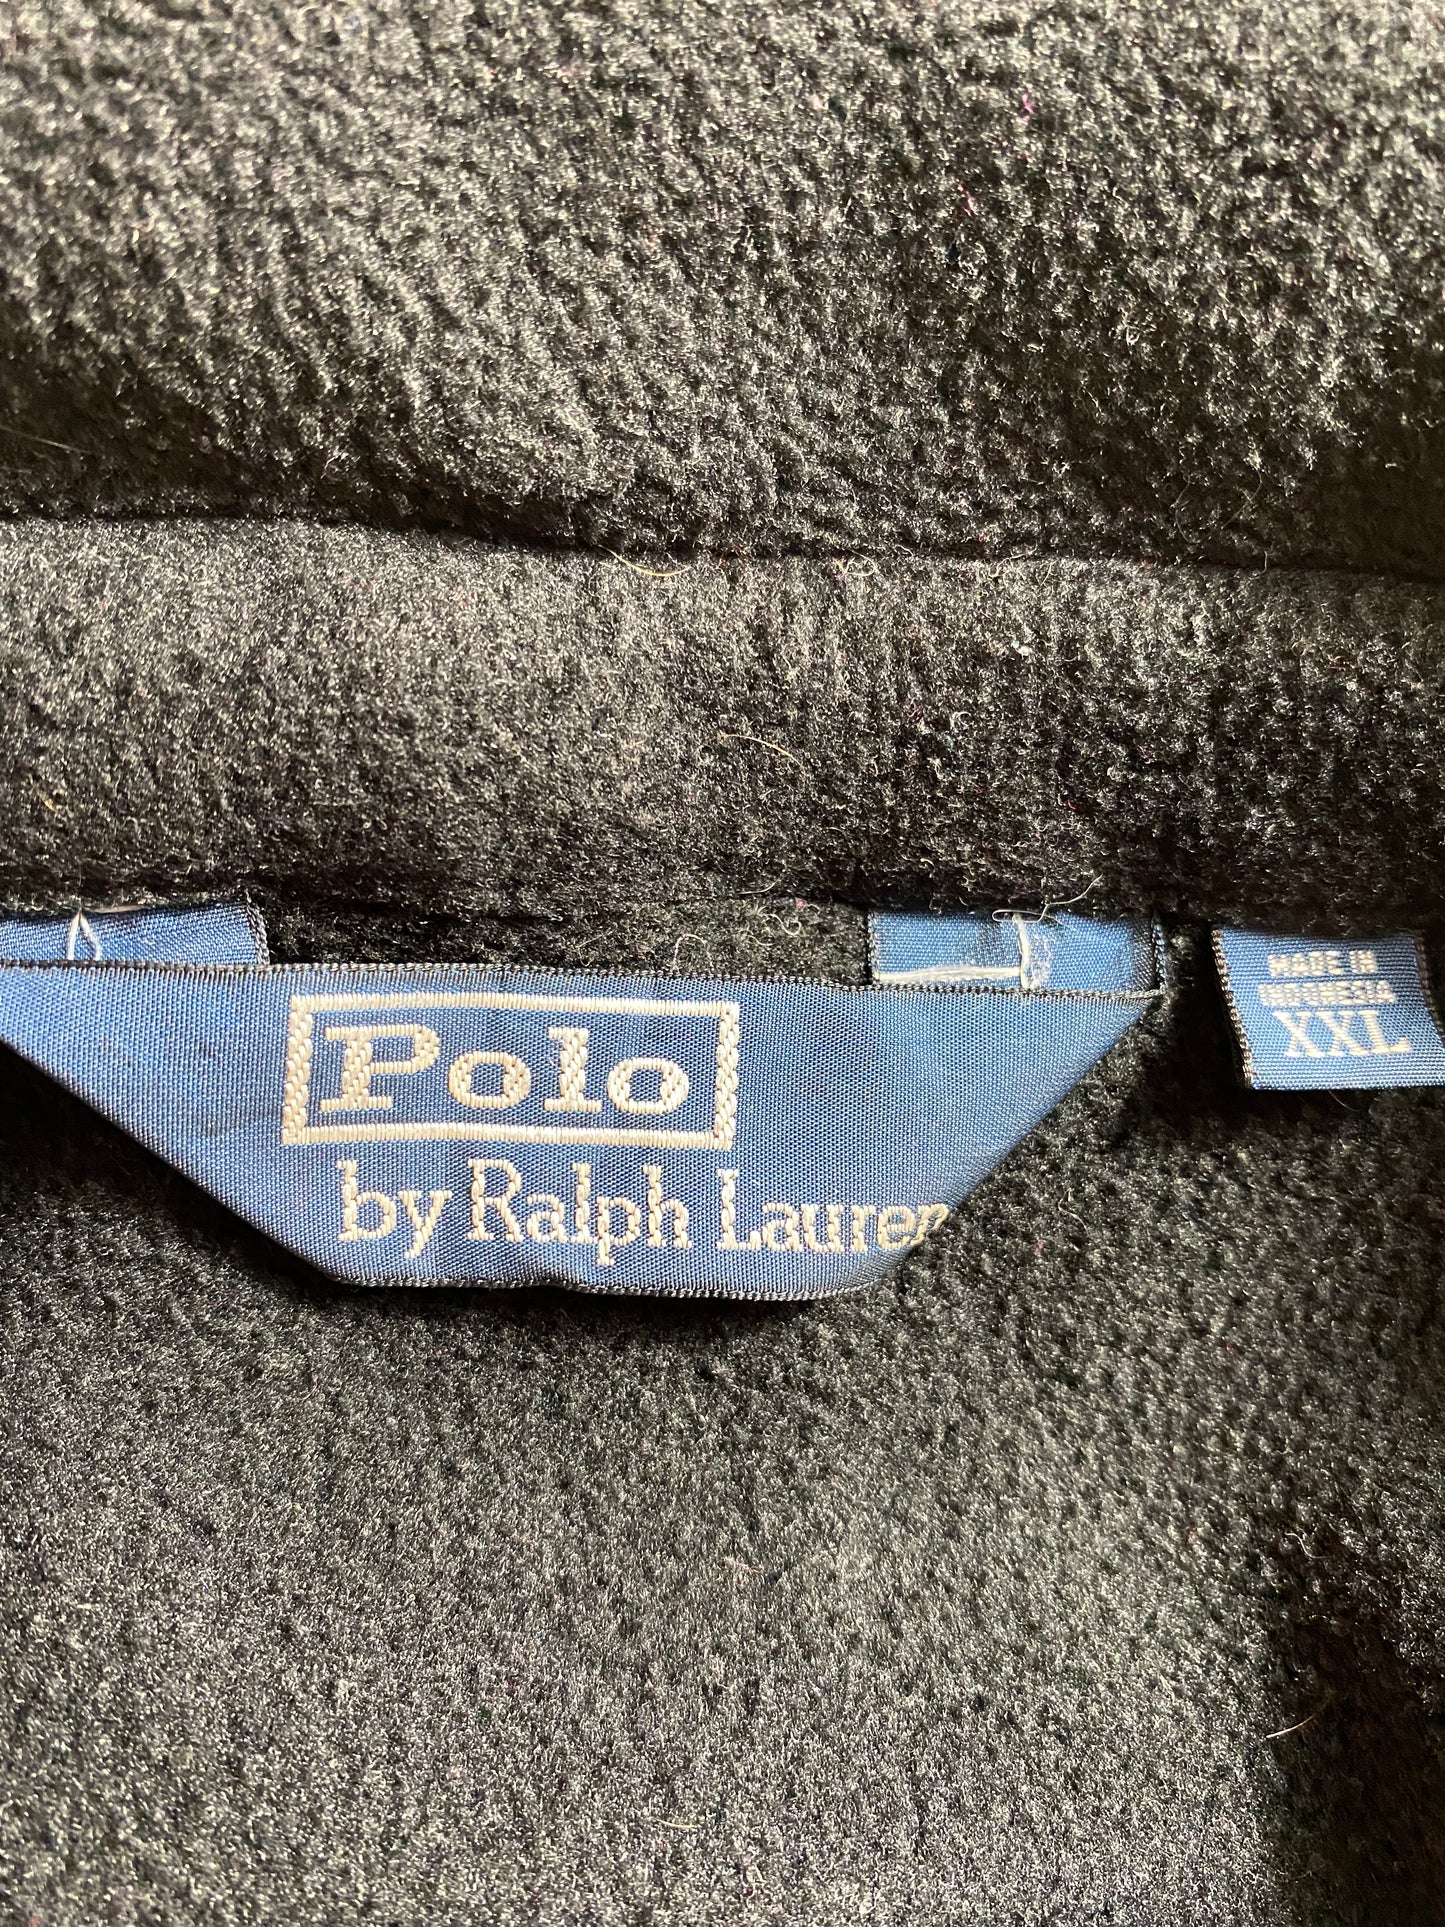 Polo
by Ralph Lauren
MADE IN
INDONESIA
XXL